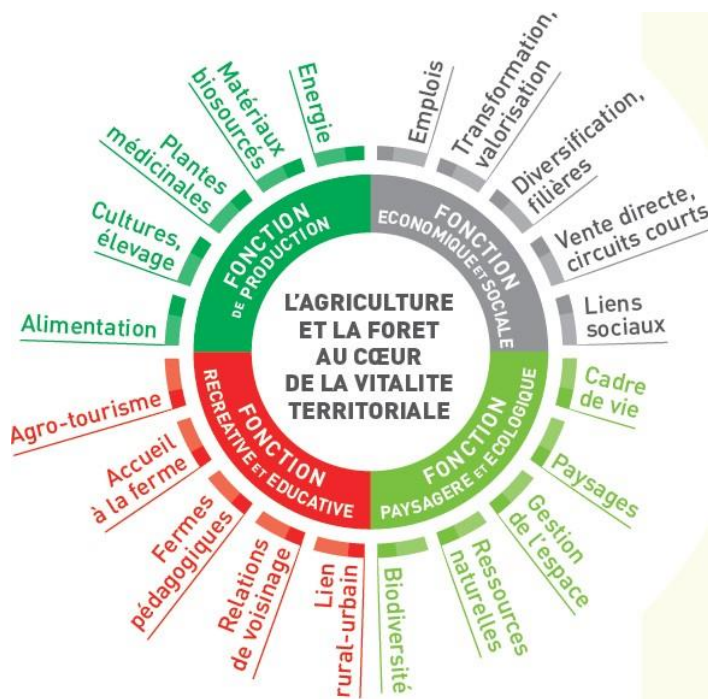 L'AGRICULTURE
ET LA FORET
AU CŒUR
DE LA VITALITE
TERRITORIALE
FONCTION
DE PRODUCTION
Alimentation
Cultures,
élevage
Plantes
médicinales
Matériaux
biosourcés
Energie
FONCTION
ECONOMIQUE ET SOCIALE
Emplois
Transformation,
valorisation
Diversification,
filières
Vente directe,
circuits courts
Liens
sociaux
FONCTION
PAYSAGERE ET ECOLOGIQUE
Cadre
de vie
Paysages
Gestion
de l'espace
Ressources
naturelles
Biodiversité
FONCTION
RECREATIVE ET EDUCATIVE
Lien
rural-urbain
Relations
de voisinage
Fermes
pédagogiques
Accueil
à la ferme
Agro-tourisme